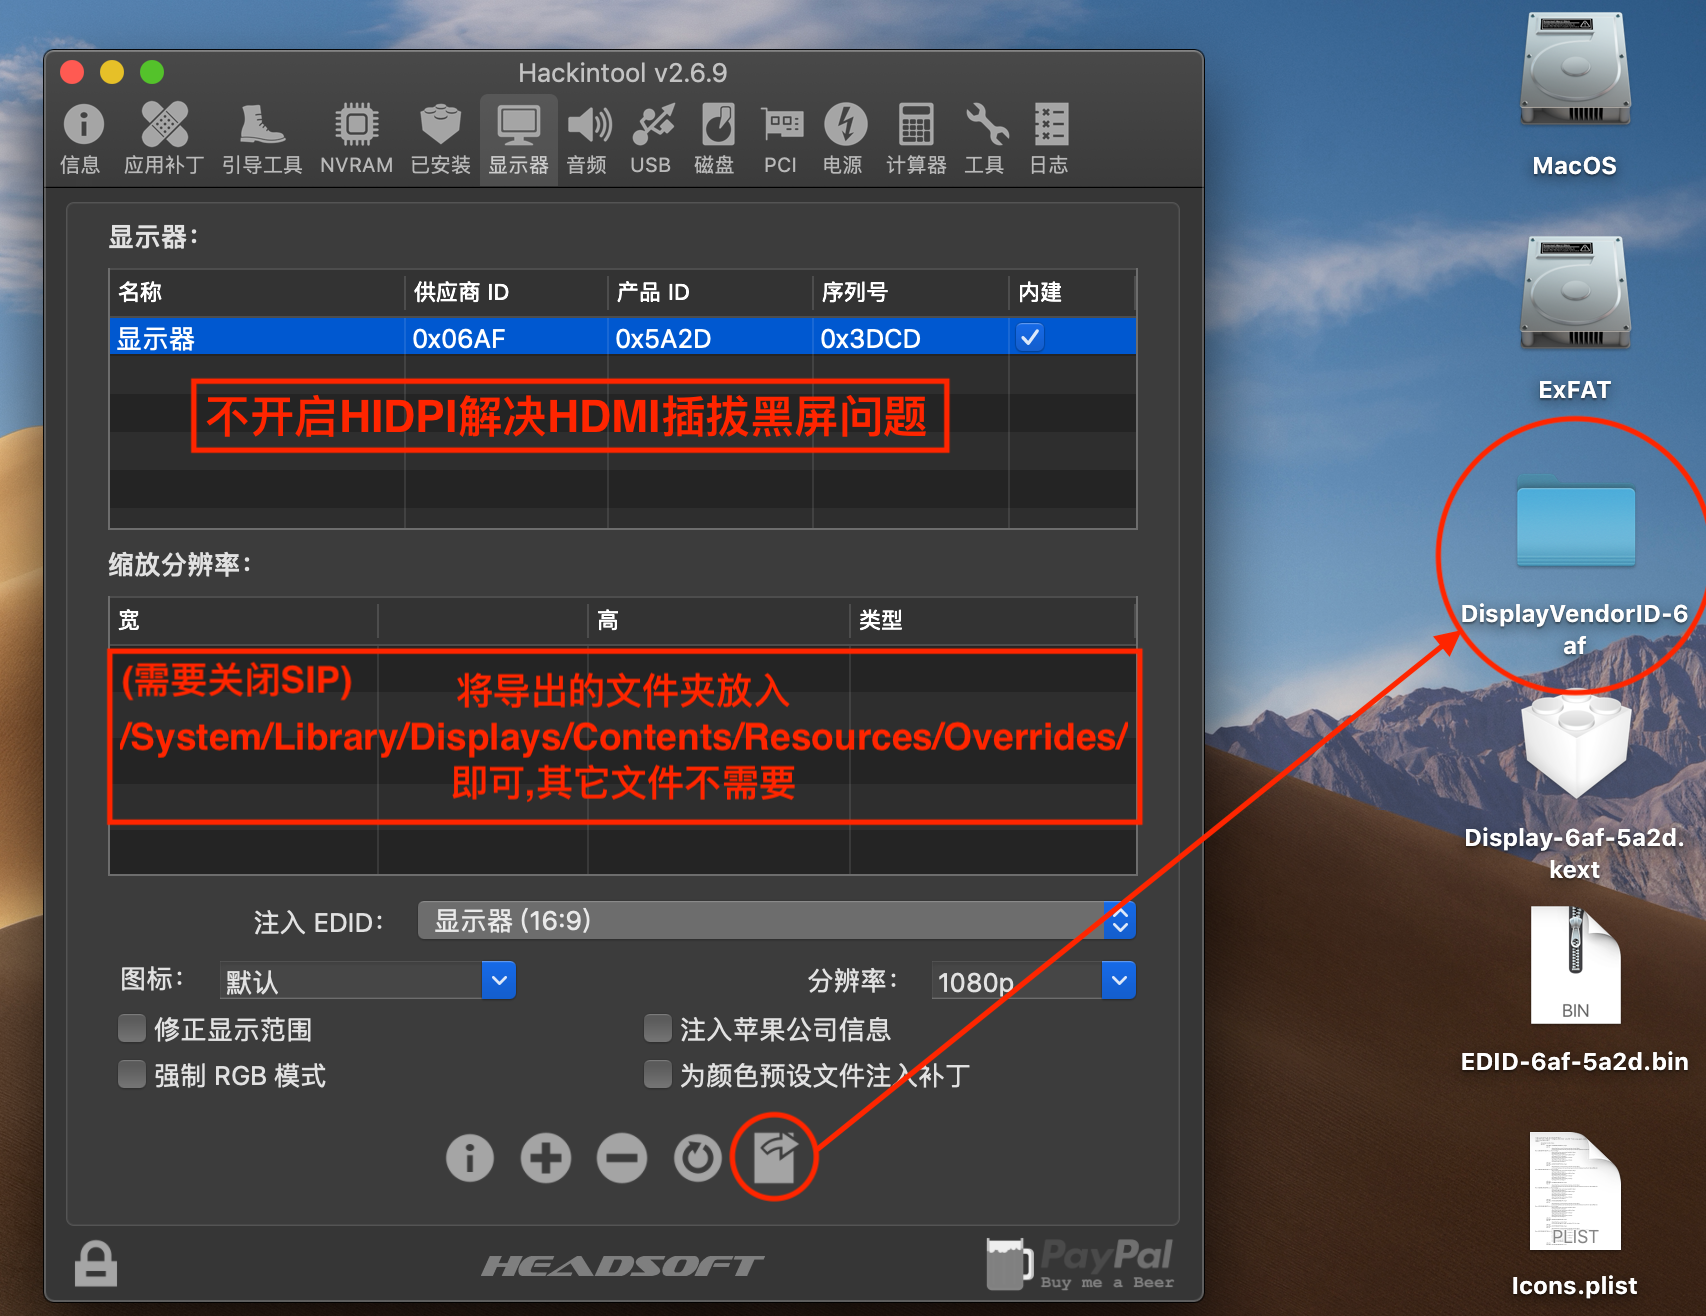 Hackintool v2.6.9
信息 应用补丁 引导工具 NVRAM 已安装 显示器 音频 USB 磁盘 PCI 电源 计算器 工具 日志
显示器：
名称 供应商 ID 产品 ID 序列号 内建
显示器 0x06AF 0x5A2D 0x3DCD
不开启HIDPI解决HDMI插拔黑屏问题
缩放分辨率：
宽 高 类型
(需要关闭SIP) 将导出的文件夹放入
/System/Library/Displays/Contents/Resources/Overrides/
即可,其它文件不需要
注入 EDID： 显示器 (16:9)
图标： 默认 分辨率： 1080p
修正显示范围 注入苹果公司信息
强制 RGB 模式 为颜色预设文件注入补丁
HEADSOFT
PayPal
Buy me a Beer
MacOS
ExFAT
DisplayVendorID-6
af
Display-6af-5a2d.
kext
BIN
EDID-6af-5a2d.bin
PLIST
Icons.plist